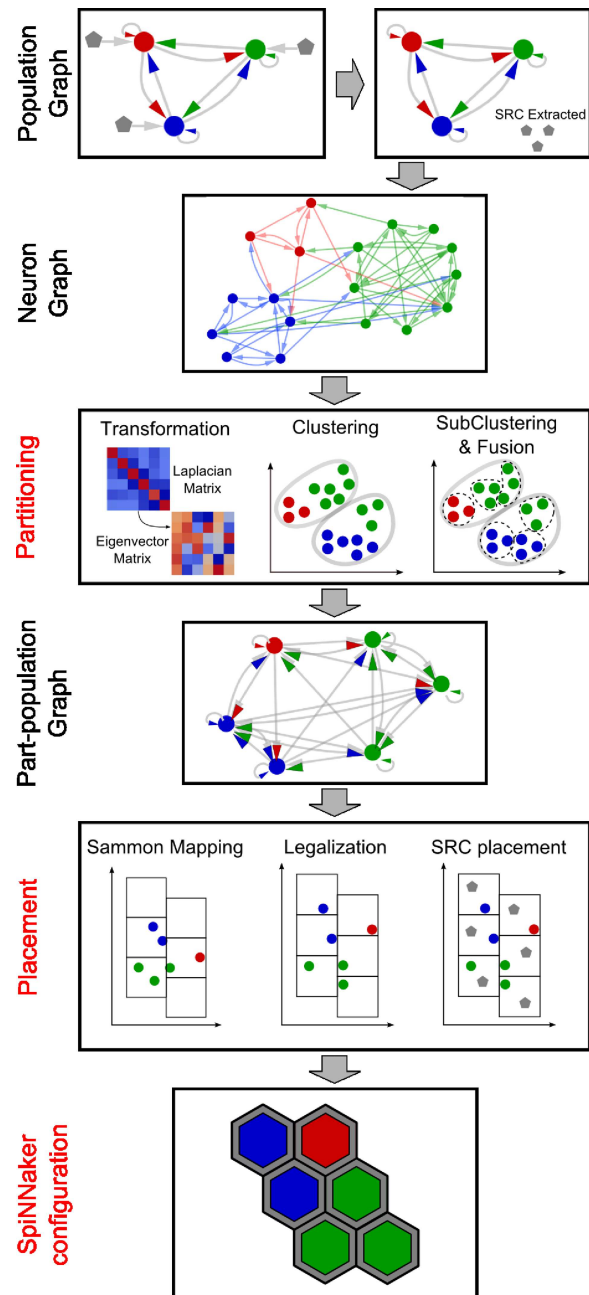 Population
Graph
SRC Extracted
Neuron
Graph
Partitioning
Transformation
Laplacian
Matrix
Eigenvector
Matrix
Clustering
SubClustering
& Fusion
Part-population
Graph
Placement
Sammon Mapping
Legalization
SRC placement
SpiNNaker
configuration